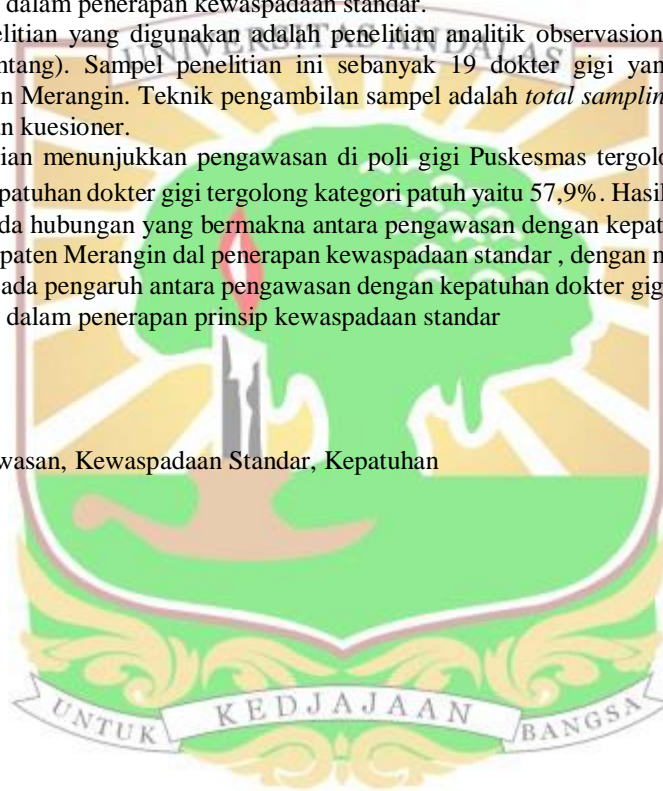 dalam penerapan kewaspadaan standar.
elitian yang digunakan adalah penelitian analitik observasion
ntang). Sampel penelitian ini sebanyak 19 dokter gigi yan
n Merangin. Teknik pengambilan sampel adalah total samplin
n kuesioner.
ian menunjukkan pengawasan di poli gigi Puskesmas tergolo
epatuhan dokter gigi tergolong kategori patuh yaitu 57,9%. Hasil
da hubungan yang bermakna antara pengawasan dengan kepat
paten Merangin dal penerapan kewaspadaan standar , dengan n
ada pengaruh antara pengawasan dengan kepatuhan dokter gig
dalam penerapan prinsip kewaspadaan standar
wasan, Kewaspadaan Standar, Kepatuhan
UNIVERSITAS ANDALAS
UNTUK KEDJAJAAN BANGSA